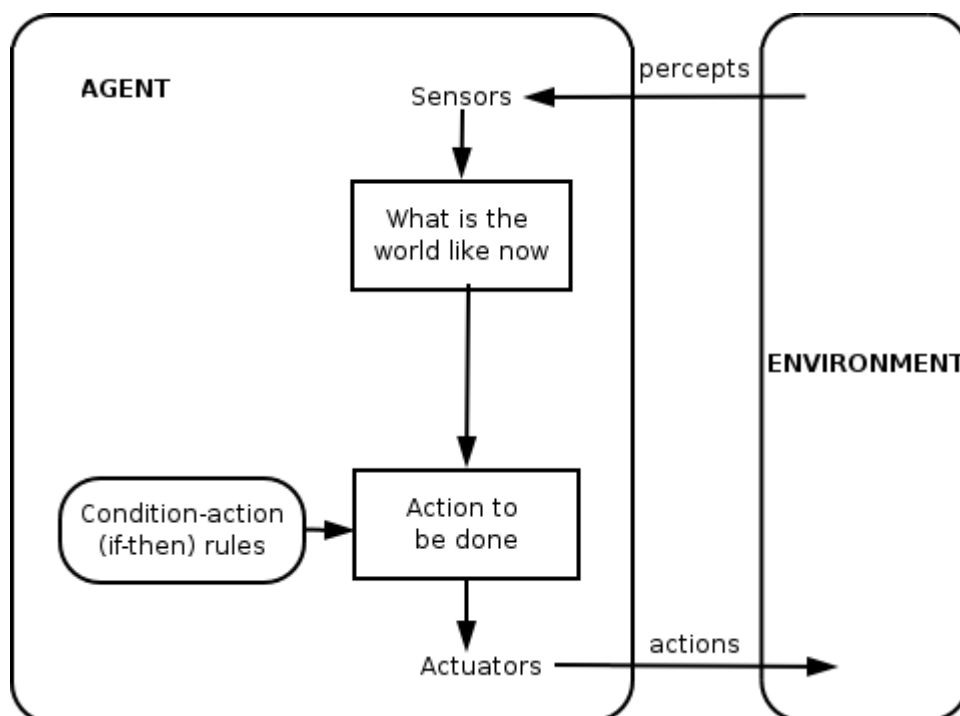 percepts
AGENT
Sensors
What is the
world like now
ENVIRONMENT
Condition-action
(if-then) rules
Action to
be done
actions
Actuators